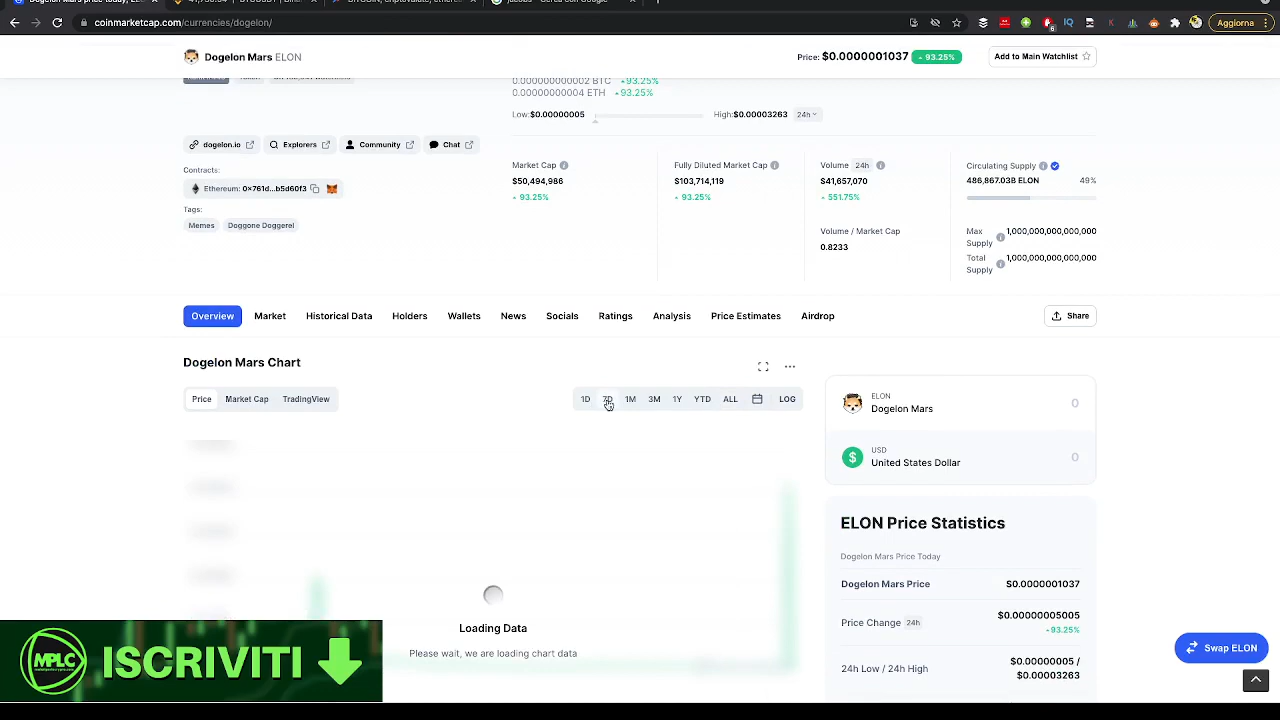 coinmarketcap.com/currencies/dogelon/
Aggiorna
Dogelon Mars ELON
Price: $0.0000001037 93.25%
Add to Main Watchlist
0.000000000002 BTC 93.25%
0.00000000004 ETH 93.25%
Low:$0.00000005 High:$0.00003263 24h
dogelon.io Explorers Community Chat
Contracts:
Ethereum: 0x761d...b5d60f3
Tags:
Memes Doggone Doggerel
Market Cap
$50,494,986
93.25%
Fully Diluted Market Cap
$103,714,119
93.25%
Volume 24h
$41,657,070
551.75%
Volume / Market Cap
0.8233
Circulating Supply
486,867.03B ELON 49%
Max Supply 1,000,000,000,000,000
Total Supply 1,000,000,000,000,000
Overview Market Historical Data Holders Wallets News Socials Ratings Analysis Price Estimates Airdrop
Share
Dogelon Mars Chart
Price Market Cap TradingView
1D 7D 1M 3M 1Y YTD ALL LOG
Loading Data
Please wait, we are loading chart data
ELON
Dogelon Mars 0
USD
United States Dollar 0
ELON Price Statistics
Dogelon Mars Price Today
Dogelon Mars Price $0.0000001037
Price Change 24h $0.00000005005
93.25%
24h Low / 24h High $0.00000005 /
$0.00003263
Swap ELON
MPLC
ISCRIVITI